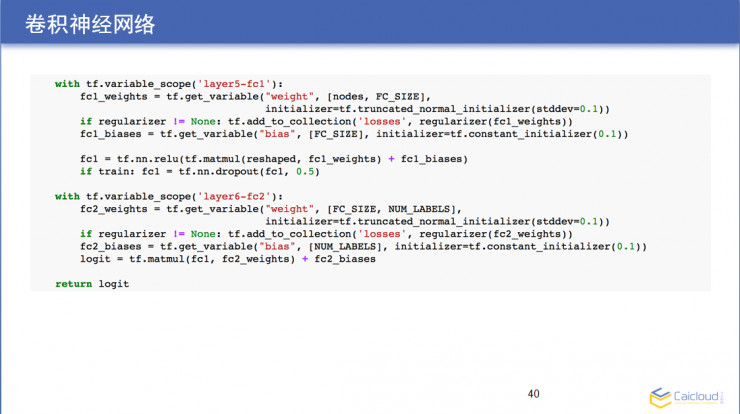 卷积神经网络
with tf.variable_scope('layer5-fc1'):
    fc1_weights = tf.get_variable("weight", [nodes, FC_SIZE],
                                  initializer=tf.truncated_normal_initializer(stddev=0.1))
    if regularizer != None: tf.add_to_collection('losses', regularizer(fc1_weights))
    fc1_biases = tf.get_variable("bias", [FC_SIZE], initializer=tf.constant_initializer(0.1))
    fc1 = tf.nn.relu(tf.matmul(reshaped, fc1_weights) + fc1_biases)
    if train: fc1 = tf.nn.dropout(fc1, 0.5)
with tf.variable_scope('layer6-fc2'):
    fc2_weights = tf.get_variable("weight", [FC_SIZE, NUM_LABELS],
                                  initializer=tf.truncated_normal_initializer(stddev=0.1))
    if regularizer != None: tf.add_to_collection('losses', regularizer(fc2_weights))
    fc2_biases = tf.get_variable("bias", [NUM_LABELS], initializer=tf.constant_initializer(0.1))
    logit = tf.matmul(fc1, fc2_weights) + fc2_biases
return logit
40
Caicloud